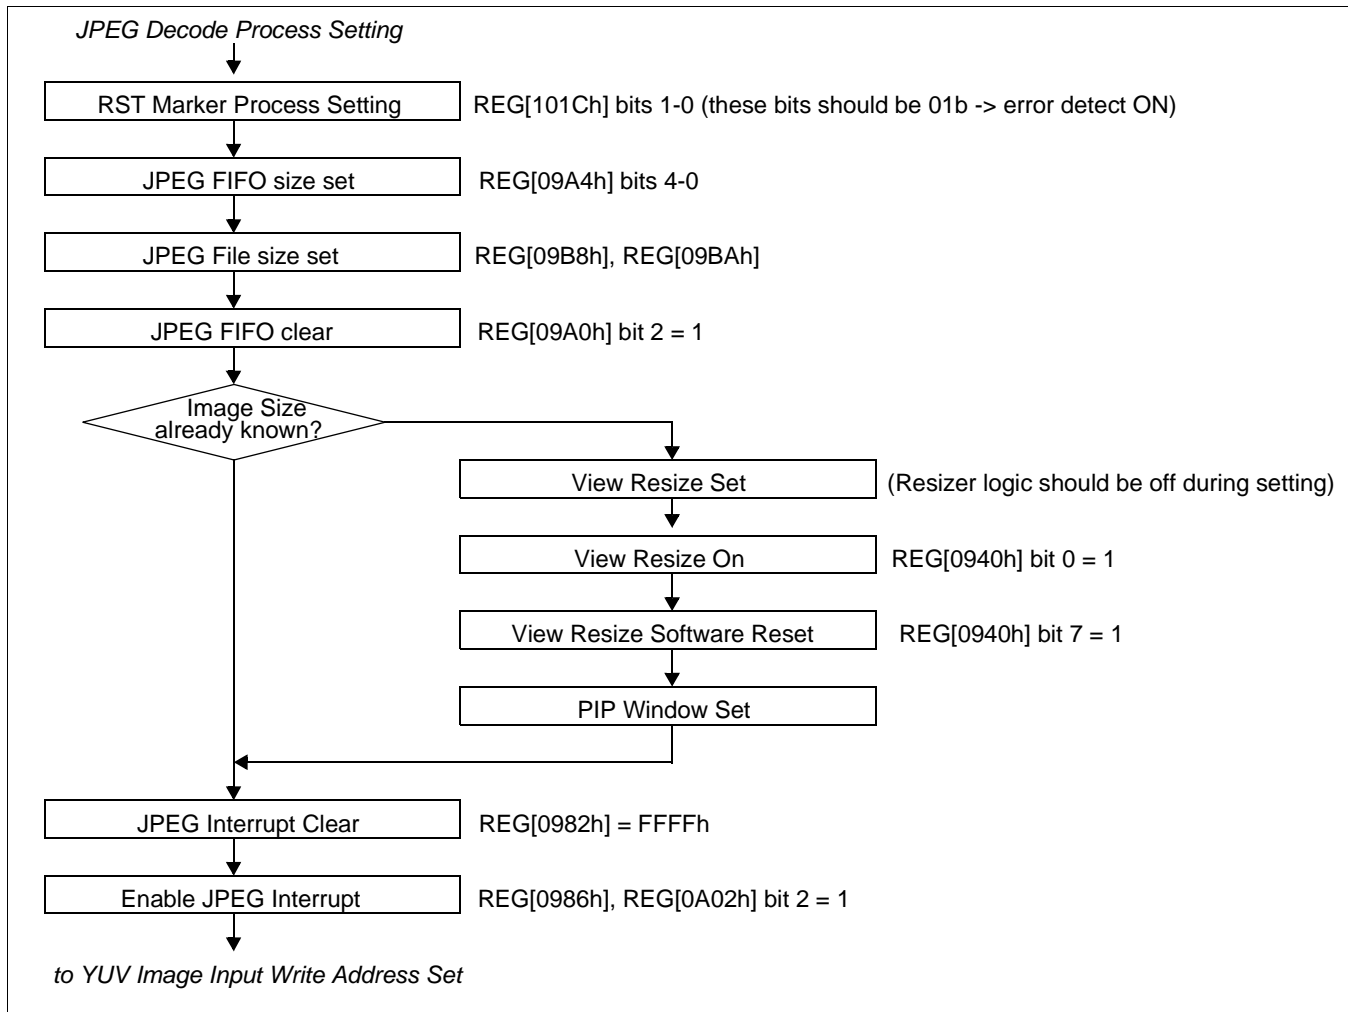 JPEG Decode Process Setting
RST Marker Process Setting REG[101Ch] bits 1-0 (these bits should be 01b -> error detect ON)
JPEG FIFO size set REG[09A4h] bits 4-0
JPEG File size set REG[09B8h], REG[09BAh]
JPEG FIFO clear REG[09A0h] bit 2 = 1
Image Size
already known?
View Resize Set (Resizer logic should be off during setting)
View Resize On REG[0940h] bit 0 = 1
View Resize Software Reset REG[0940h] bit 7 = 1
PIP Window Set
JPEG Interrupt Clear REG[0982h] = FFFFh
Enable JPEG Interrupt REG[0986h], REG[0A02h] bit 2 = 1
to YUV Image Input Write Address Set